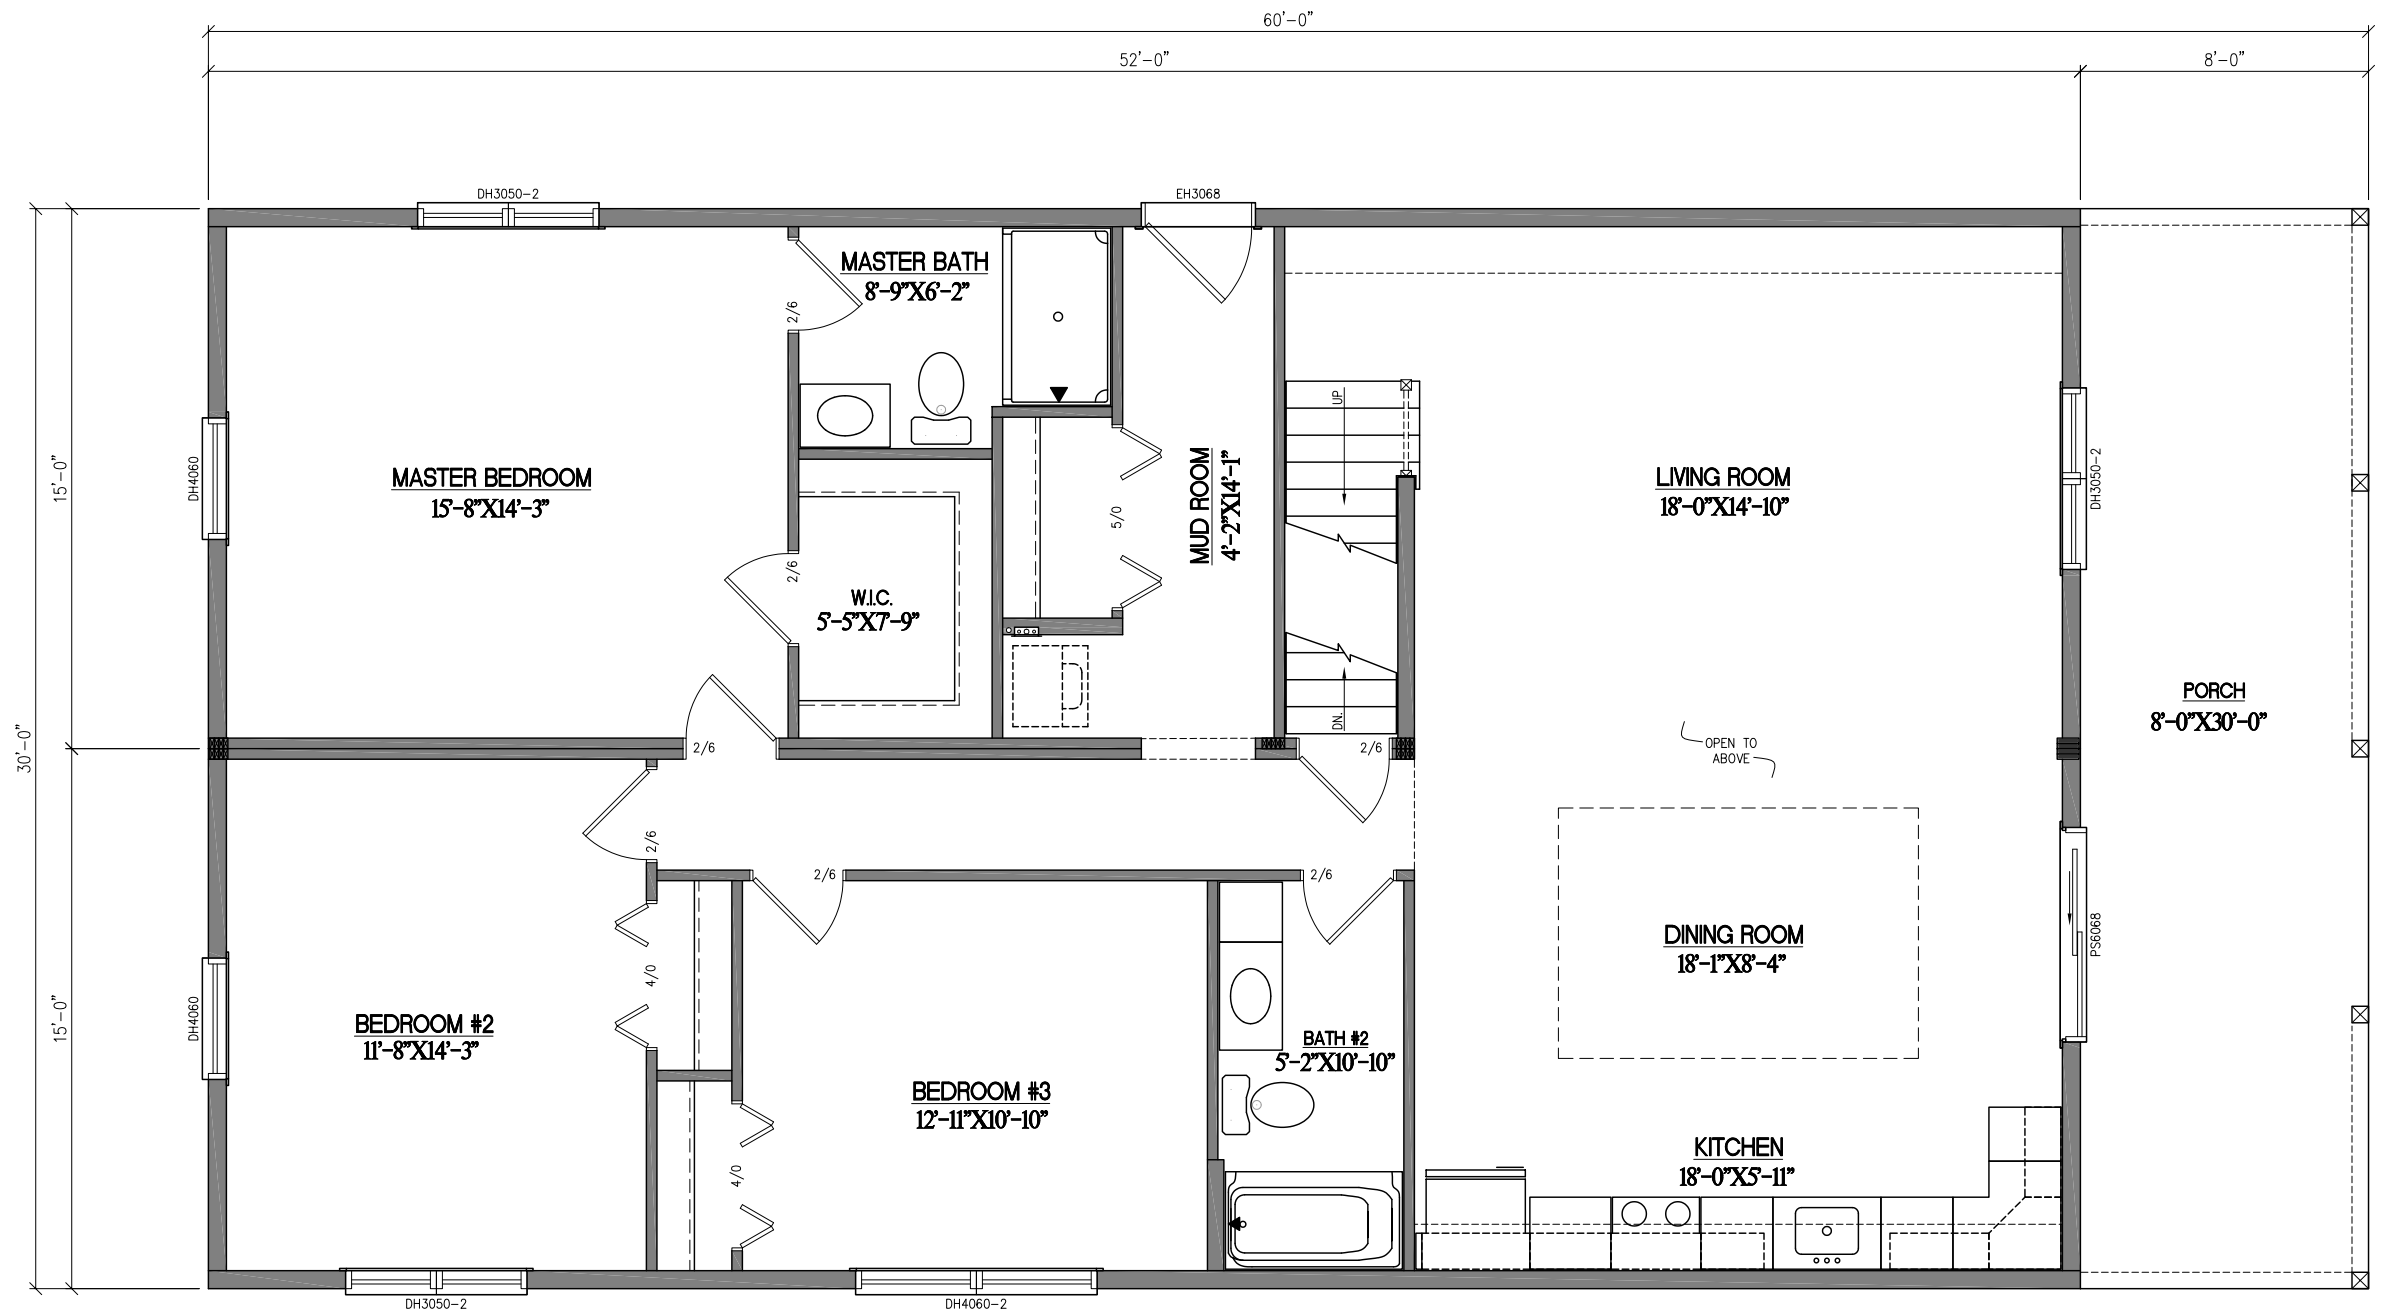 60'-0"
52'-0"
8'-0"
DH3050-2
EH3068
MASTER BATH
8'-9"X6'-2"
2/6
UP
15'-0"
DH4060
MASTER BEDROOM
15'-8"X14'-3"
MUD ROOM
4'-2"X14'-1"
5/0
LIVING ROOM
18'-0"X14'-10"
DH3050-2
2/6
W.I.C.
5'-5"X7'-9"
PORCH
8'-0"X30'-0"
DN.
30'-0"
2/6
2/6
OPEN TO
ABOVE
2/6
2/6
2/6
DINING ROOM
18'-1"X8'-4"
PS6068
4/0
15'-0"
DH4060
BEDROOM #2
11'-8"X14'-3"
BATH #2
5'-2"X10'-10"
BEDROOM #3
12'-11"X10'-10"
KITCHEN
18'-0"X5'-11"
4/0
DH3050-2
DH4060-2